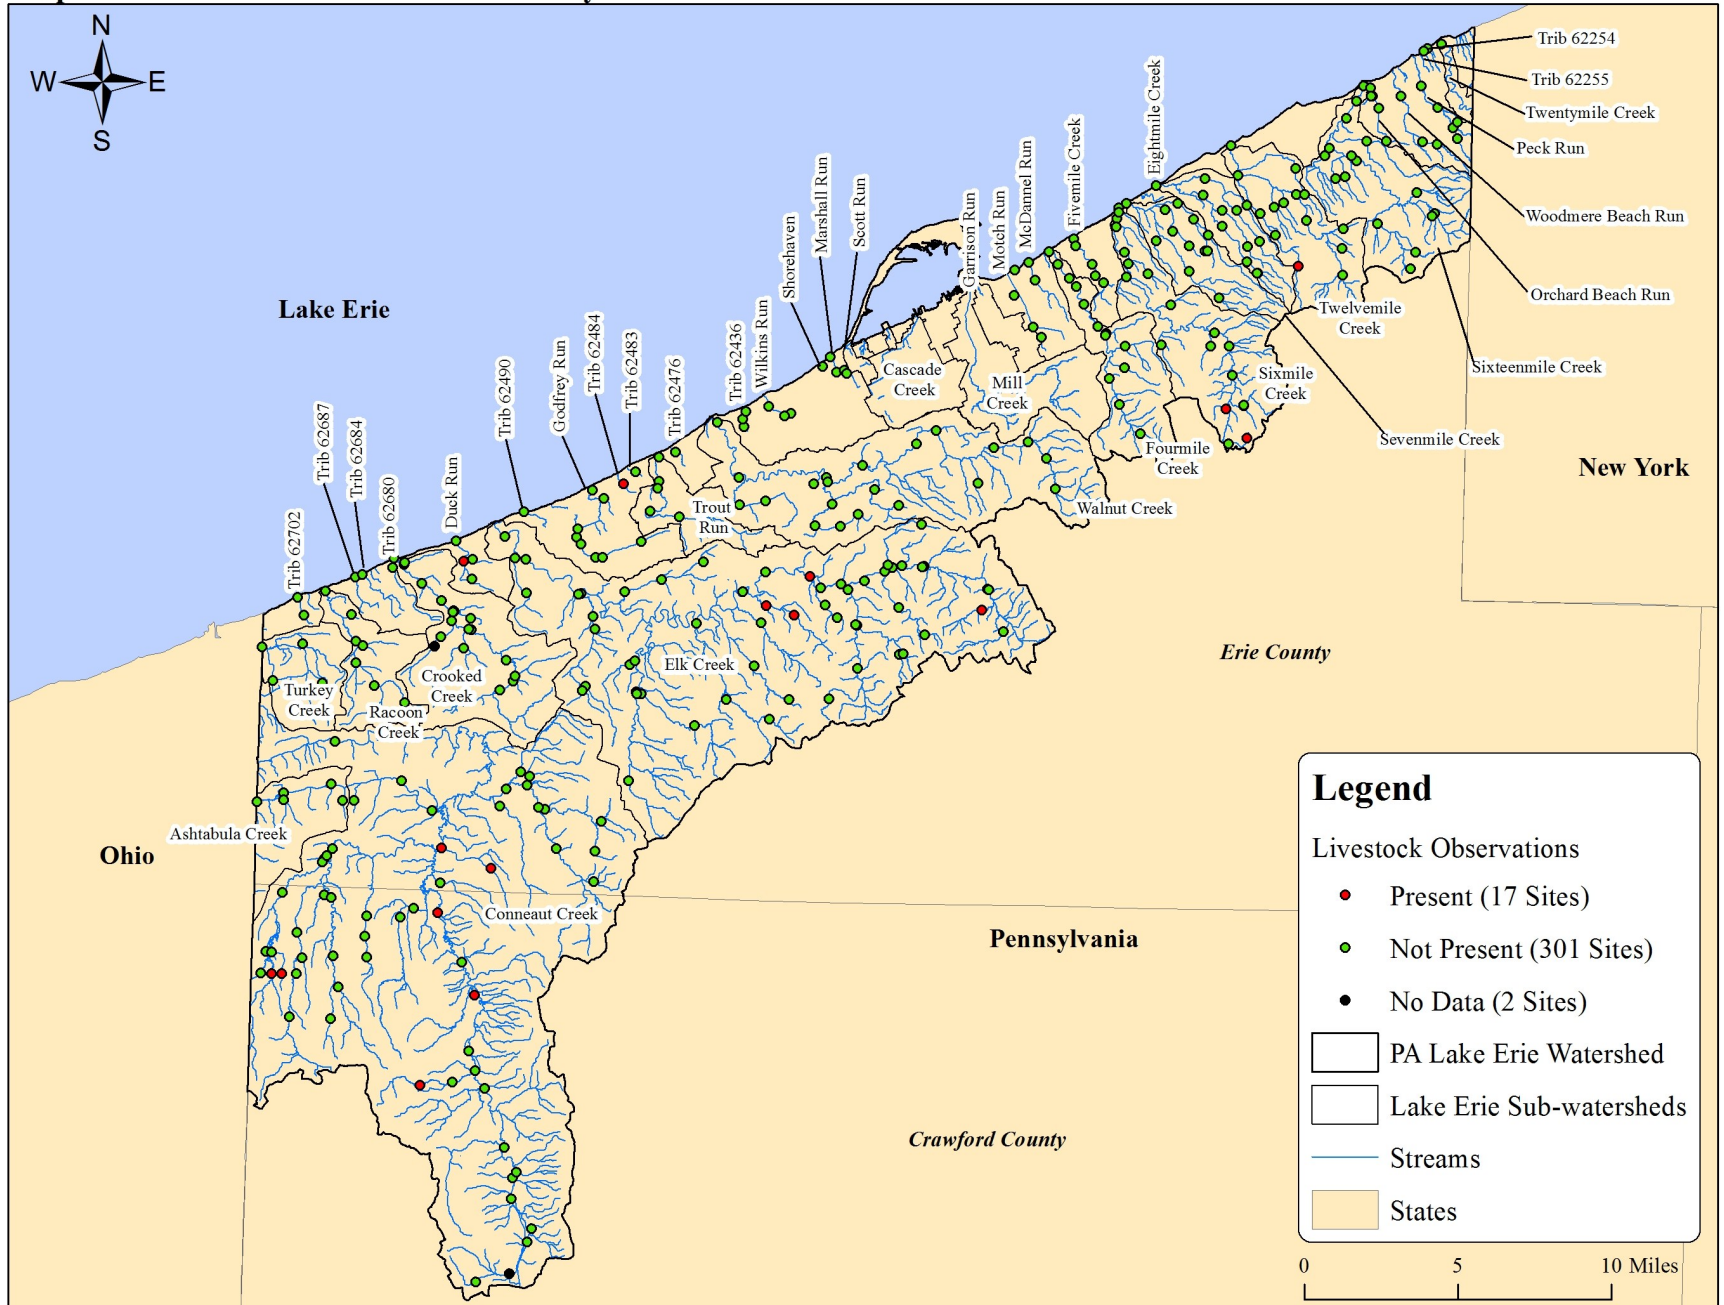 N
W
E
S
Trib 62254
Trib 62255
Twentymile Creek
Peck Run
Woodmere Beach Run
Orchard Beach Run
Sixteenmile Creek
Sevenmile Creek
Eightmile Creek
Fivemile Creek
McDannel Run
Motch Run
Garrison Run
Scott Run
Marshall Run
Shorehaven
Wilkins Run
Trib 62436
Trib 62476
Trib 62483
Trib 62484
Godfrey Run
Trib 62490
Duck Run
Trib 62680
Trib 62684
Trib 62687
Trib 62702
Lake Erie
Twelvemile
Creek
Cascade
Creek
Mill
Creek
Sixmile
Creek
Fourmile
Creek
New York
Walnut Creek
Trout
Run
Erie County
Elk Creek
Crooked
Creek
Turkey
Creek
Racoon
Creek
Ashtabula Creek
Ohio
Conneaut Creek
Pennsylvania
Crawford County
Legend
Livestock Observations
Present (17 Sites)
Not Present (301 Sites)
No Data (2 Sites)
PA Lake Erie Watershed
Lake Erie Sub-watersheds
Streams
States
0 5 10 Miles